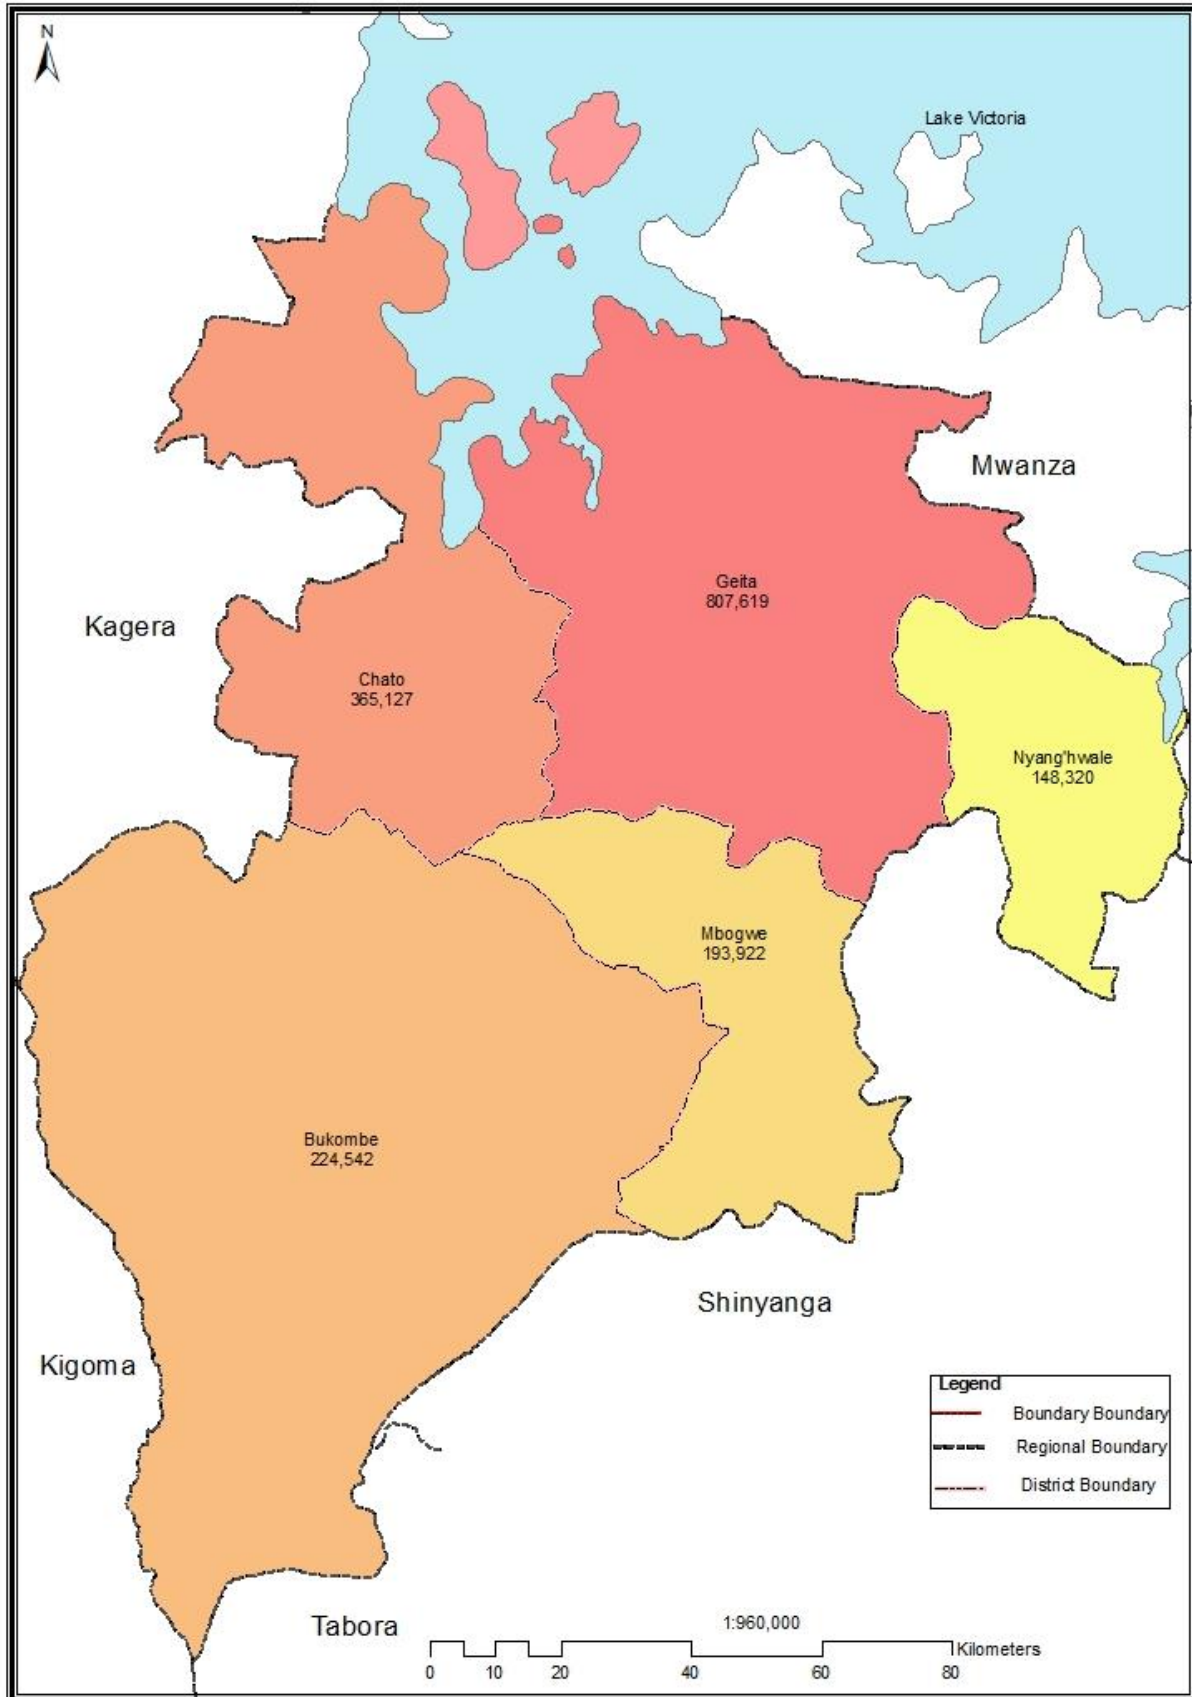 N
Lake Victoria
Mwanza
Geita
807,619
Kagera
Chato
365,127
Nyang'hwale
148,320
Mbogwe
193,922
Bukombe
224,542
Shinyanga
Kigoma
Legend
Boundary Boundary
Regional Boundary
District Boundary
Tabora
1:960,000
Kilometers
0 10 20 40 60 80